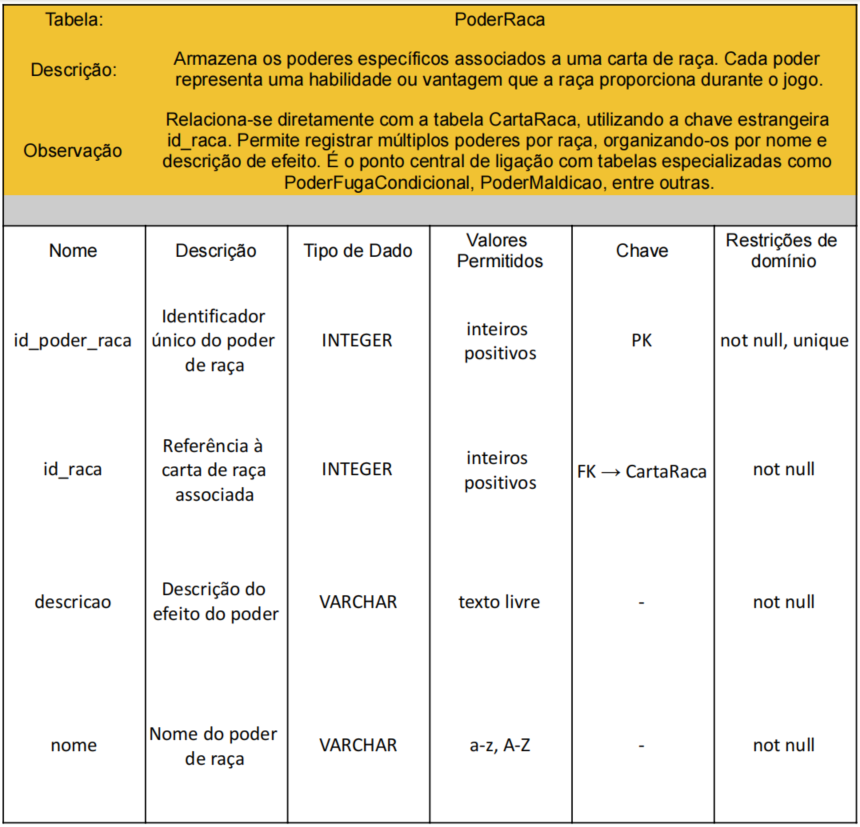 Tabela:
PoderRaca
Descrição:
Armazena os poderes específicos associados a uma carta de raça. Cada poder
representa uma habilidade ou vantagem que a raça proporciona durante o jogo.
Observação
Relaciona-se diretamente com a tabela CartaRaca, utilizando a chave estrangeira
id_raca. Permite registrar múltiplos poderes por raça, organizando-os por nome e
descrição de efeito. É o ponto central de ligação com tabelas especializadas como
PoderFugaCondicional, PoderMaldicao, entre outras.
Nome
Descrição
Tipo de Dado
Valores
Permitidos
Chave
Restrições de
domínio
id_poder_raca
Identificador
único do poder
de raça
INTEGER
inteiros
positivos
PK
not null, unique
id_raca
Referência à
carta de raça
associada
INTEGER
inteiros
positivos
FK → CartaRaca
not null
descricao
Descrição do
efeito do poder
VARCHAR
texto livre
-
not null
nome
Nome do poder
de raça
VARCHAR
a-z, A-Z
-
not null